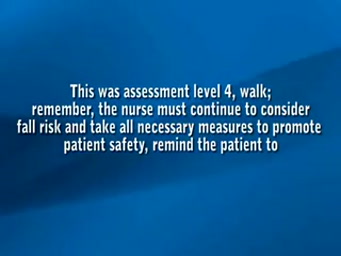 This was assessment level 4, walk;
remember, the nurse must continue to consider
fall risk and take all necessary measures to promote
patient safety, remind the patient to